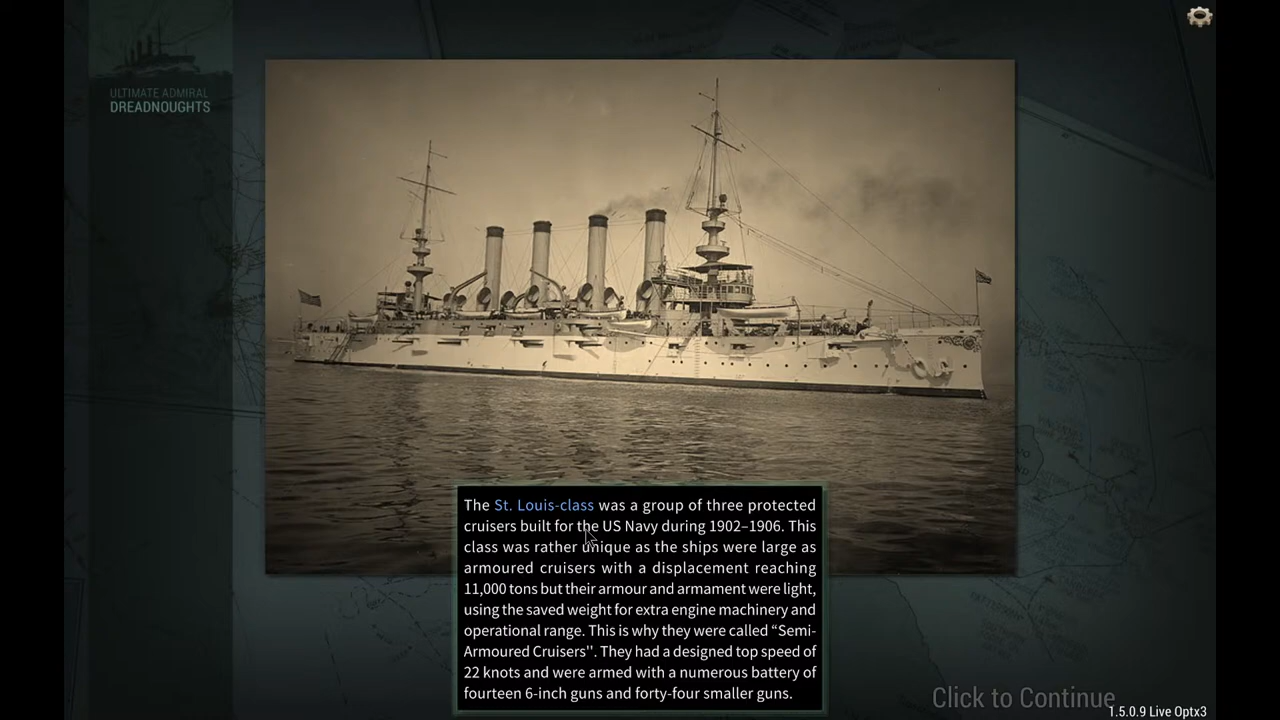 ULTIMATE ADMIRAL
DREADNOUGHTS
The St. Louis-class was a group of three protected
cruisers built for the US Navy during 1902–1906. This
class was rather unique as the ships were large as
armoured cruisers with a displacement reaching
11,000 tons but their armour and armament were light,
using the saved weight for extra engine machinery and
operational range. This is why they were called “Semi-
Armoured Cruisers''. They had a designed top speed of
22 knots and were armed with a numerous battery of
fourteen 6-inch guns and forty-four smaller guns.
Click to Continue
1.5.0.9 Live Optx3